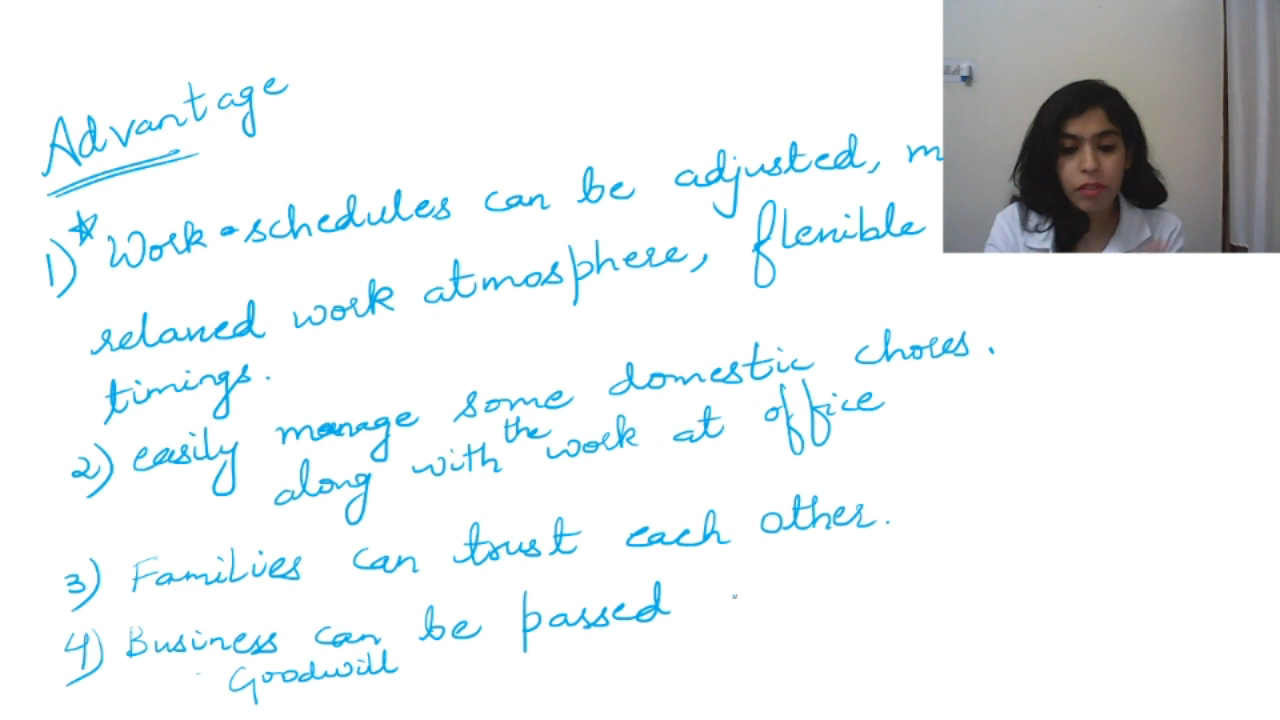 Advantage
1) Work-schedules can be adjusted, m
relaxed work atmosphere, flexible
timings.
2) easily manage some domestic chores.
along with the work at office
3) Families can trust each other.
4) Business can be passed
Goodwill